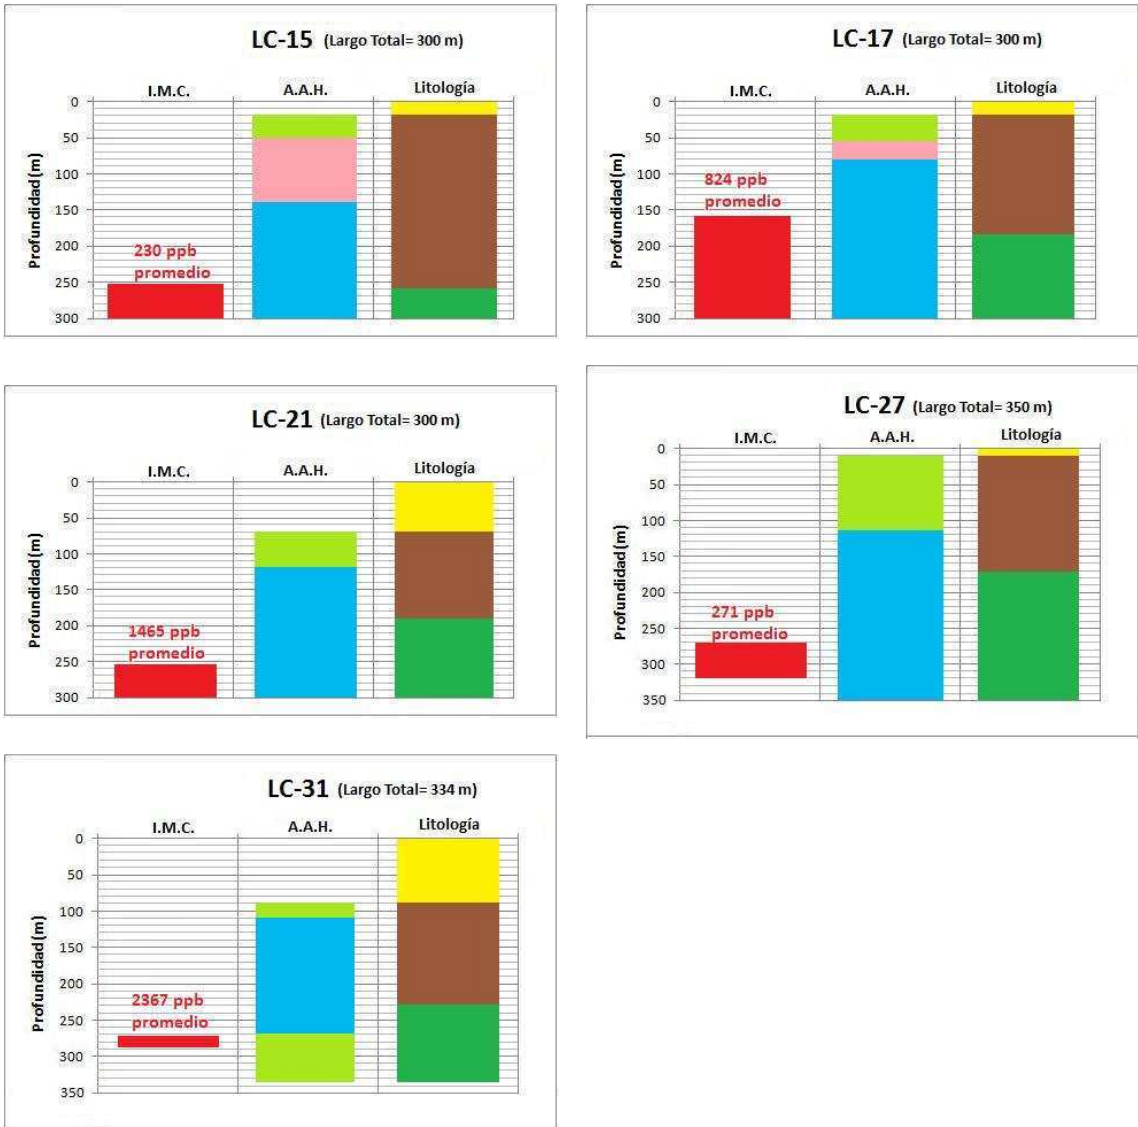 LC-15 (Largo Total= 300 m)
I.M.C. A.A.H. Litología
Profundidad(m)
0
50
100
150
200
250
300
230 ppb
promedio
LC-17 (Largo Total= 300 m)
I.M.C. A.A.H. Litología
Profundidad(m)
0
50
100
150
200
250
300
824 ppb
promedio
LC-21 (Largo Total= 300 m)
I.M.C. A.A.H. Litología
Profundidad(m)
0
50
100
150
200
250
300
1465 ppb
promedio
LC-27 (Largo Total= 350 m)
I.M.C. A.A.H. Litología
Profundidad(m)
0
50
100
150
200
250
300
350
271 ppb
promedio
LC-31 (Largo Total= 334 m)
I.M.C. A.A.H. Litología
Profundidad(m)
0
50
100
150
200
250
300
350
2367 ppb
promedio